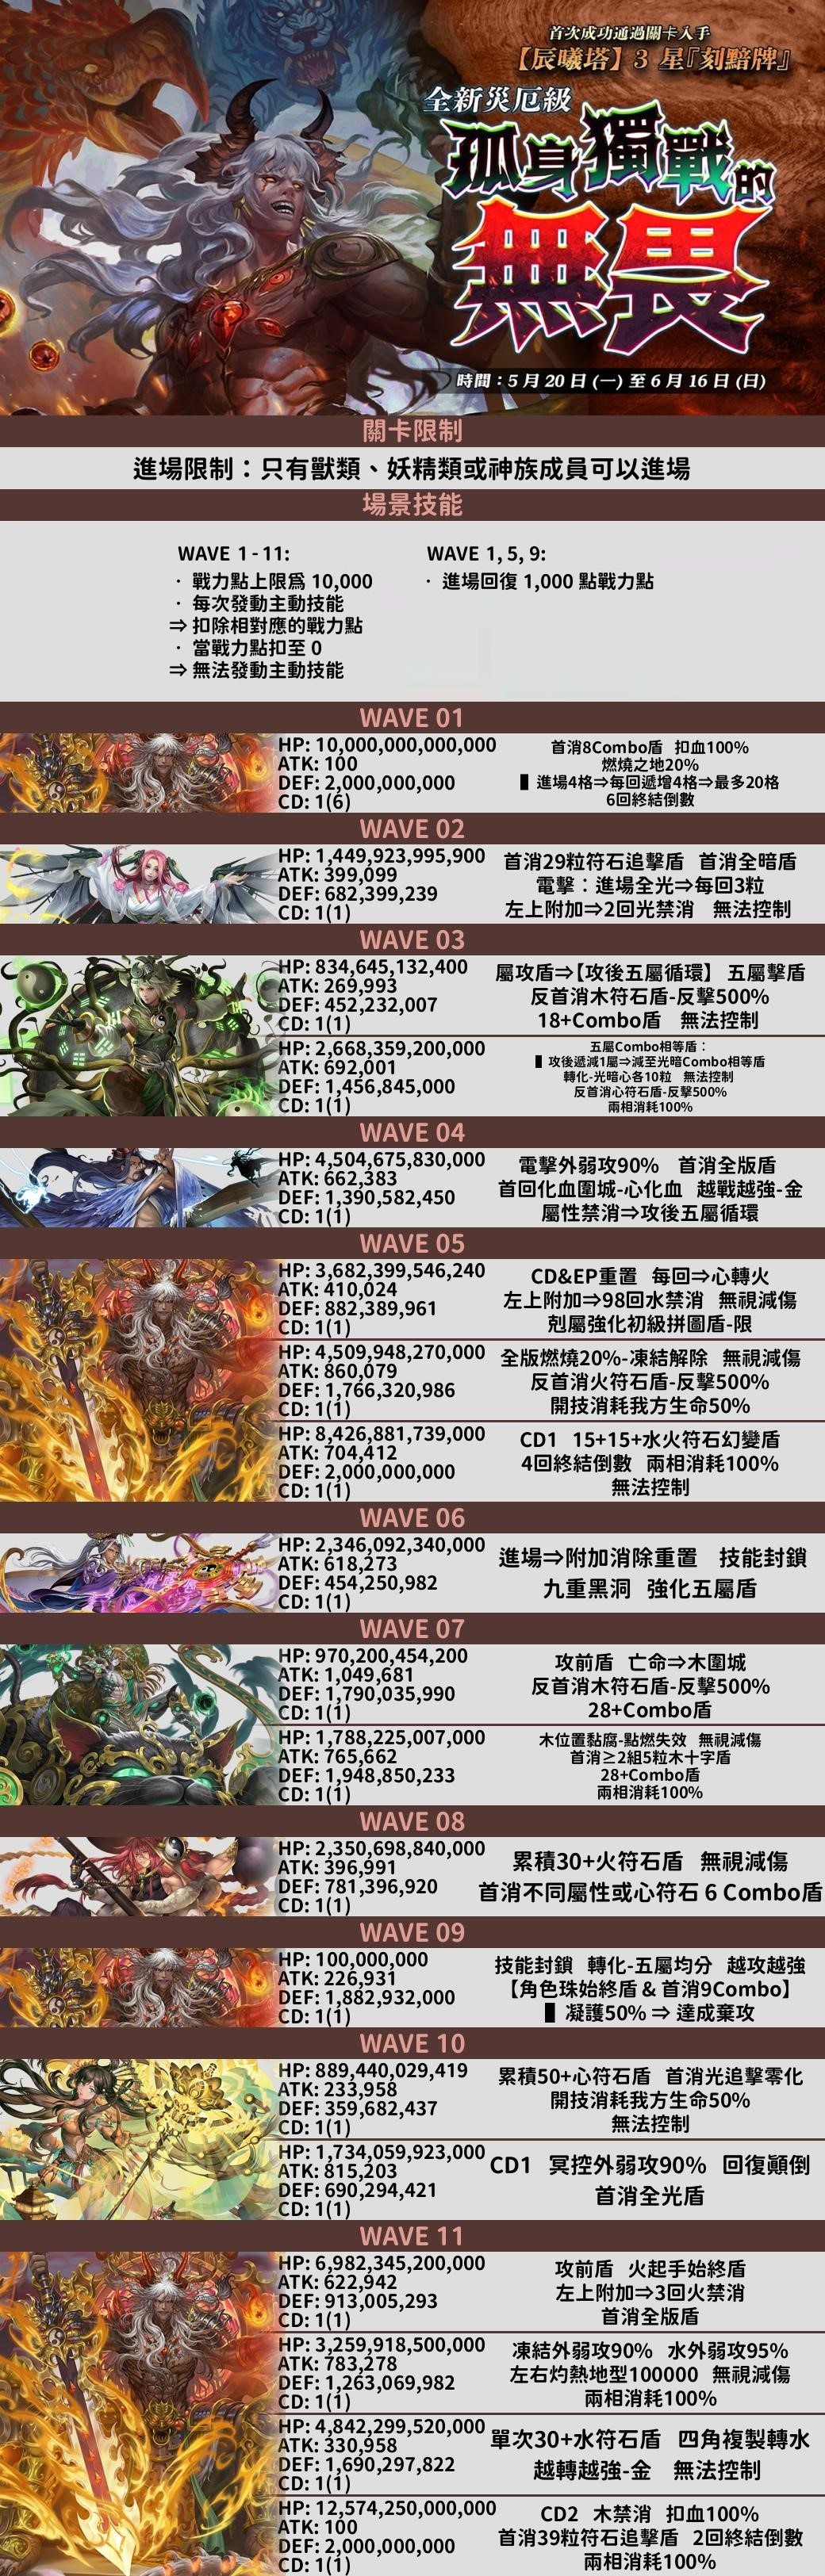 首次成功通過關卡入手
【辰曦塔】3 星『刻黯牌』
全新災厄級
孤身獨戰的
無畏
時間：5 月 20 日 (一) 至 6 月 16 日 (日)
關卡限制
進場限制：只有獸類、妖精類或神族成員可以進場
場景技能
WAVE 1-11:
· 戰力點上限爲 10,000
· 每次發動主動技能
⇒ 扣除相對應的戰力點
· 當戰力點扣至 0
⇒ 無法發動主動技能
WAVE 1, 5, 9:
· 進場回復 1,000 點戰力點
WAVE 01
HP: 10,000,000,000,000
ATK: 100
DEF: 2,000,000,000
CD: 1(6)
首消8Combo盾 扣血100%
燃燒之地20%
▋進場4格⇒每回遞增4格⇒最多20格
6回終結倒數
WAVE 02
HP: 1,449,923,995,900
ATK: 399,099
DEF: 682,399,239
CD: 1(1)
首消29粒符石追擊盾 首消全暗盾
電擊：進場全光⇒每回3粒
左上附加⇒2回光禁消 無法控制
WAVE 03
HP: 834,645,132,400
ATK: 269,993
DEF: 452,232,007
CD: 1(1)
屬攻盾⇒【攻後五屬循環】 五屬擊盾
反首消木符石盾-反擊500%
18+Combo盾 無法控制
HP: 2,668,359,200,000
ATK: 692,001
DEF: 1,456,845,000
CD: 1(1)
五屬Combo相等盾：
▋攻後遞減1屬⇒減至光暗Combo相等盾
轉化-光暗心各10粒 無法控制
反首消心符石盾-反擊500%
兩相消耗100%
WAVE 04
HP: 4,504,675,830,000
ATK: 662,383
DEF: 1,390,582,450
CD: 1(1)
電擊外弱攻90% 首消全版盾
首回化血圍城-心化血 越戰越強-金
屬性禁消⇒攻後五屬循環
WAVE 05
HP: 3,682,399,546,240
ATK: 410,024
DEF: 882,389,961
CD: 1(1)
CD&EP重置 每回⇒心轉火
左上附加⇒98回水禁消 無視減傷
剋屬強化初級拼圖盾-限
HP: 4,509,948,270,000
ATK: 860,079
DEF: 1,766,320,986
CD: 1(1)
全版燃燒20%-凍結解除 無視減傷
反首消火符石盾-反擊500%
開技消耗我方生命50%
HP: 8,426,881,739,000
ATK: 704,412
DEF: 2,000,000,000
CD: 1(1)
CD1 15+15+水火符石幻變盾
4回終結倒數 兩相消耗100%
無法控制
WAVE 06
HP: 2,346,092,340,000
ATK: 618,273
DEF: 454,250,982
CD: 1(1)
進場⇒附加消除重置 技能封鎖
九重黑洞 強化五屬盾
WAVE 07
HP: 970,200,454,200
ATK: 1,049,681
DEF: 1,790,035,990
CD: 1(1)
攻前盾 亡命⇒木圍城
反首消木符石盾-反擊500%
28+Combo盾
HP: 1,788,225,007,000
ATK: 765,662
DEF: 1,948,850,233
CD: 1(1)
木位置黏腐-點燃失效 無視減傷
首消≥2組5粒木十字盾
28+Combo盾
兩相消耗100%
WAVE 08
HP: 2,350,698,840,000
ATK: 396,991
DEF: 781,396,920
CD: 1(1)
累積30+火符石盾 無視減傷
首消不同屬性或心符石 6 Combo盾
WAVE 09
HP: 100,000,000
ATK: 226,931
DEF: 1,882,932,000
CD: 1(1)
技能封鎖 轉化-五屬均分 越攻越強
【角色珠始終盾 & 首消9Combo】
▋凝護50% ⇒ 達成棄攻
WAVE 10
HP: 889,440,029,419
ATK: 233,958
DEF: 359,682,437
CD: 1(1)
累積50+心符石盾 首消光追擊零化
開技消耗我方生命50%
無法控制
HP: 1,734,059,923,000
ATK: 815,203
DEF: 690,294,421
CD: 1(1)
CD1 冥控外弱攻90% 回復顛倒
首消全光盾
WAVE 11
HP: 6,982,345,200,000
ATK: 622,942
DEF: 913,005,293
CD: 1(1)
攻前盾 火起手始終盾
左上附加⇒3回火禁消
首消全版盾
HP: 3,259,918,500,000
ATK: 783,278
DEF: 1,263,069,982
CD: 1(1)
凍結外弱攻90% 水外弱攻95%
左右灼熱地型100000 無視減傷
兩相消耗100%
HP: 4,842,299,520,000
ATK: 330,958
DEF: 1,690,297,822
CD: 1(1)
單次30+水符石盾 四角複製轉水
越轉越強-金 無法控制
HP: 12,574,250,000,000
ATK: 100
DEF: 2,000,000,000
CD: 1(1)
CD2 木禁消 扣血100%
首消39粒符石追擊盾 2回終結倒數
兩相消耗100%